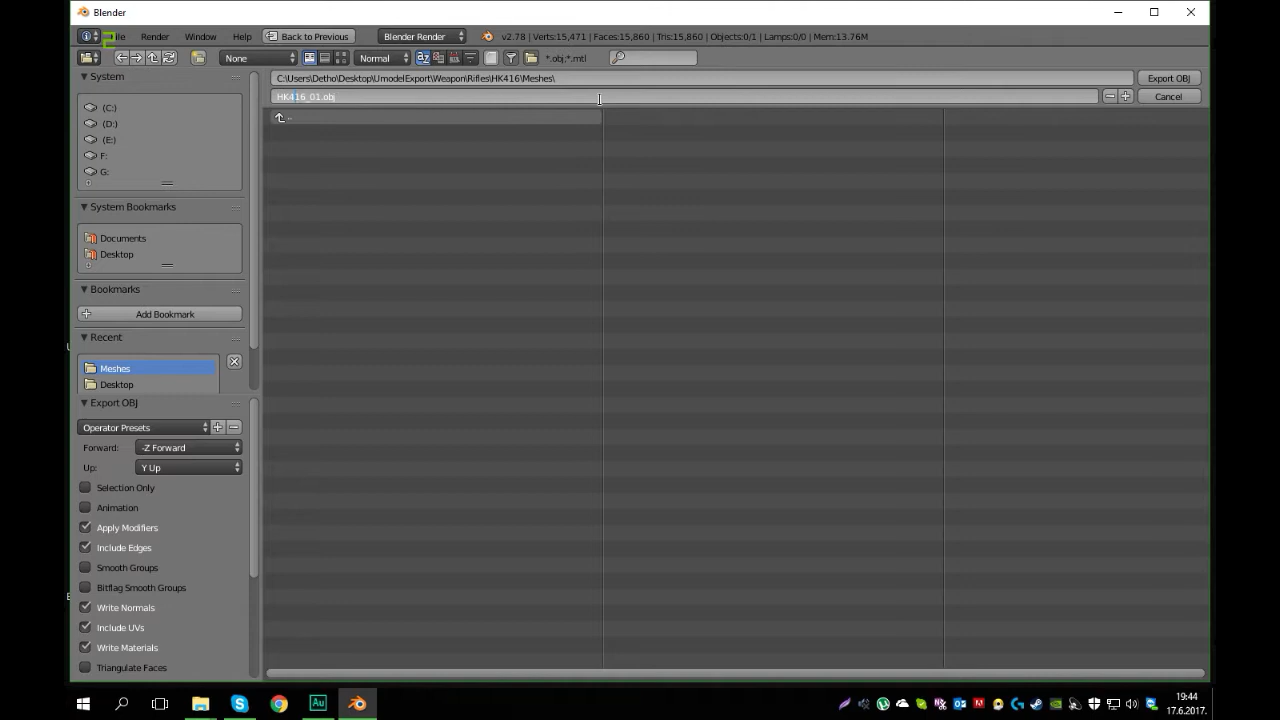 Blender
File Render Window Help Back to Previous Blender Render v2.78 | Verts:15,471 | Faces:15,860 | Tris:15,860 | Objects:0/1 | Lamps:0/0 | Mem:13.76M
None Normal *.obj;*.mtl
System
C:\Users\Detho\Desktop\UmodelExport\Weapon\Rifles\HK416\Meshes\ Export OBJ
HK416_01.obj Cancel
(C:) ..
(D:)
(E:)
F:
G:
System Bookmarks
Documents
Desktop
Bookmarks
Add Bookmark
Recent
Meshes
Desktop
Export OBJ
Operator Presets
Forward: -Z Forward
Up: Y Up
Selection Only
Animation
Apply Modifiers
Include Edges
Smooth Groups
Bitflag Smooth Groups
Write Normals
Include UVs
Write Materials
Triangulate Faces
Au
19:44
17.6.2017.